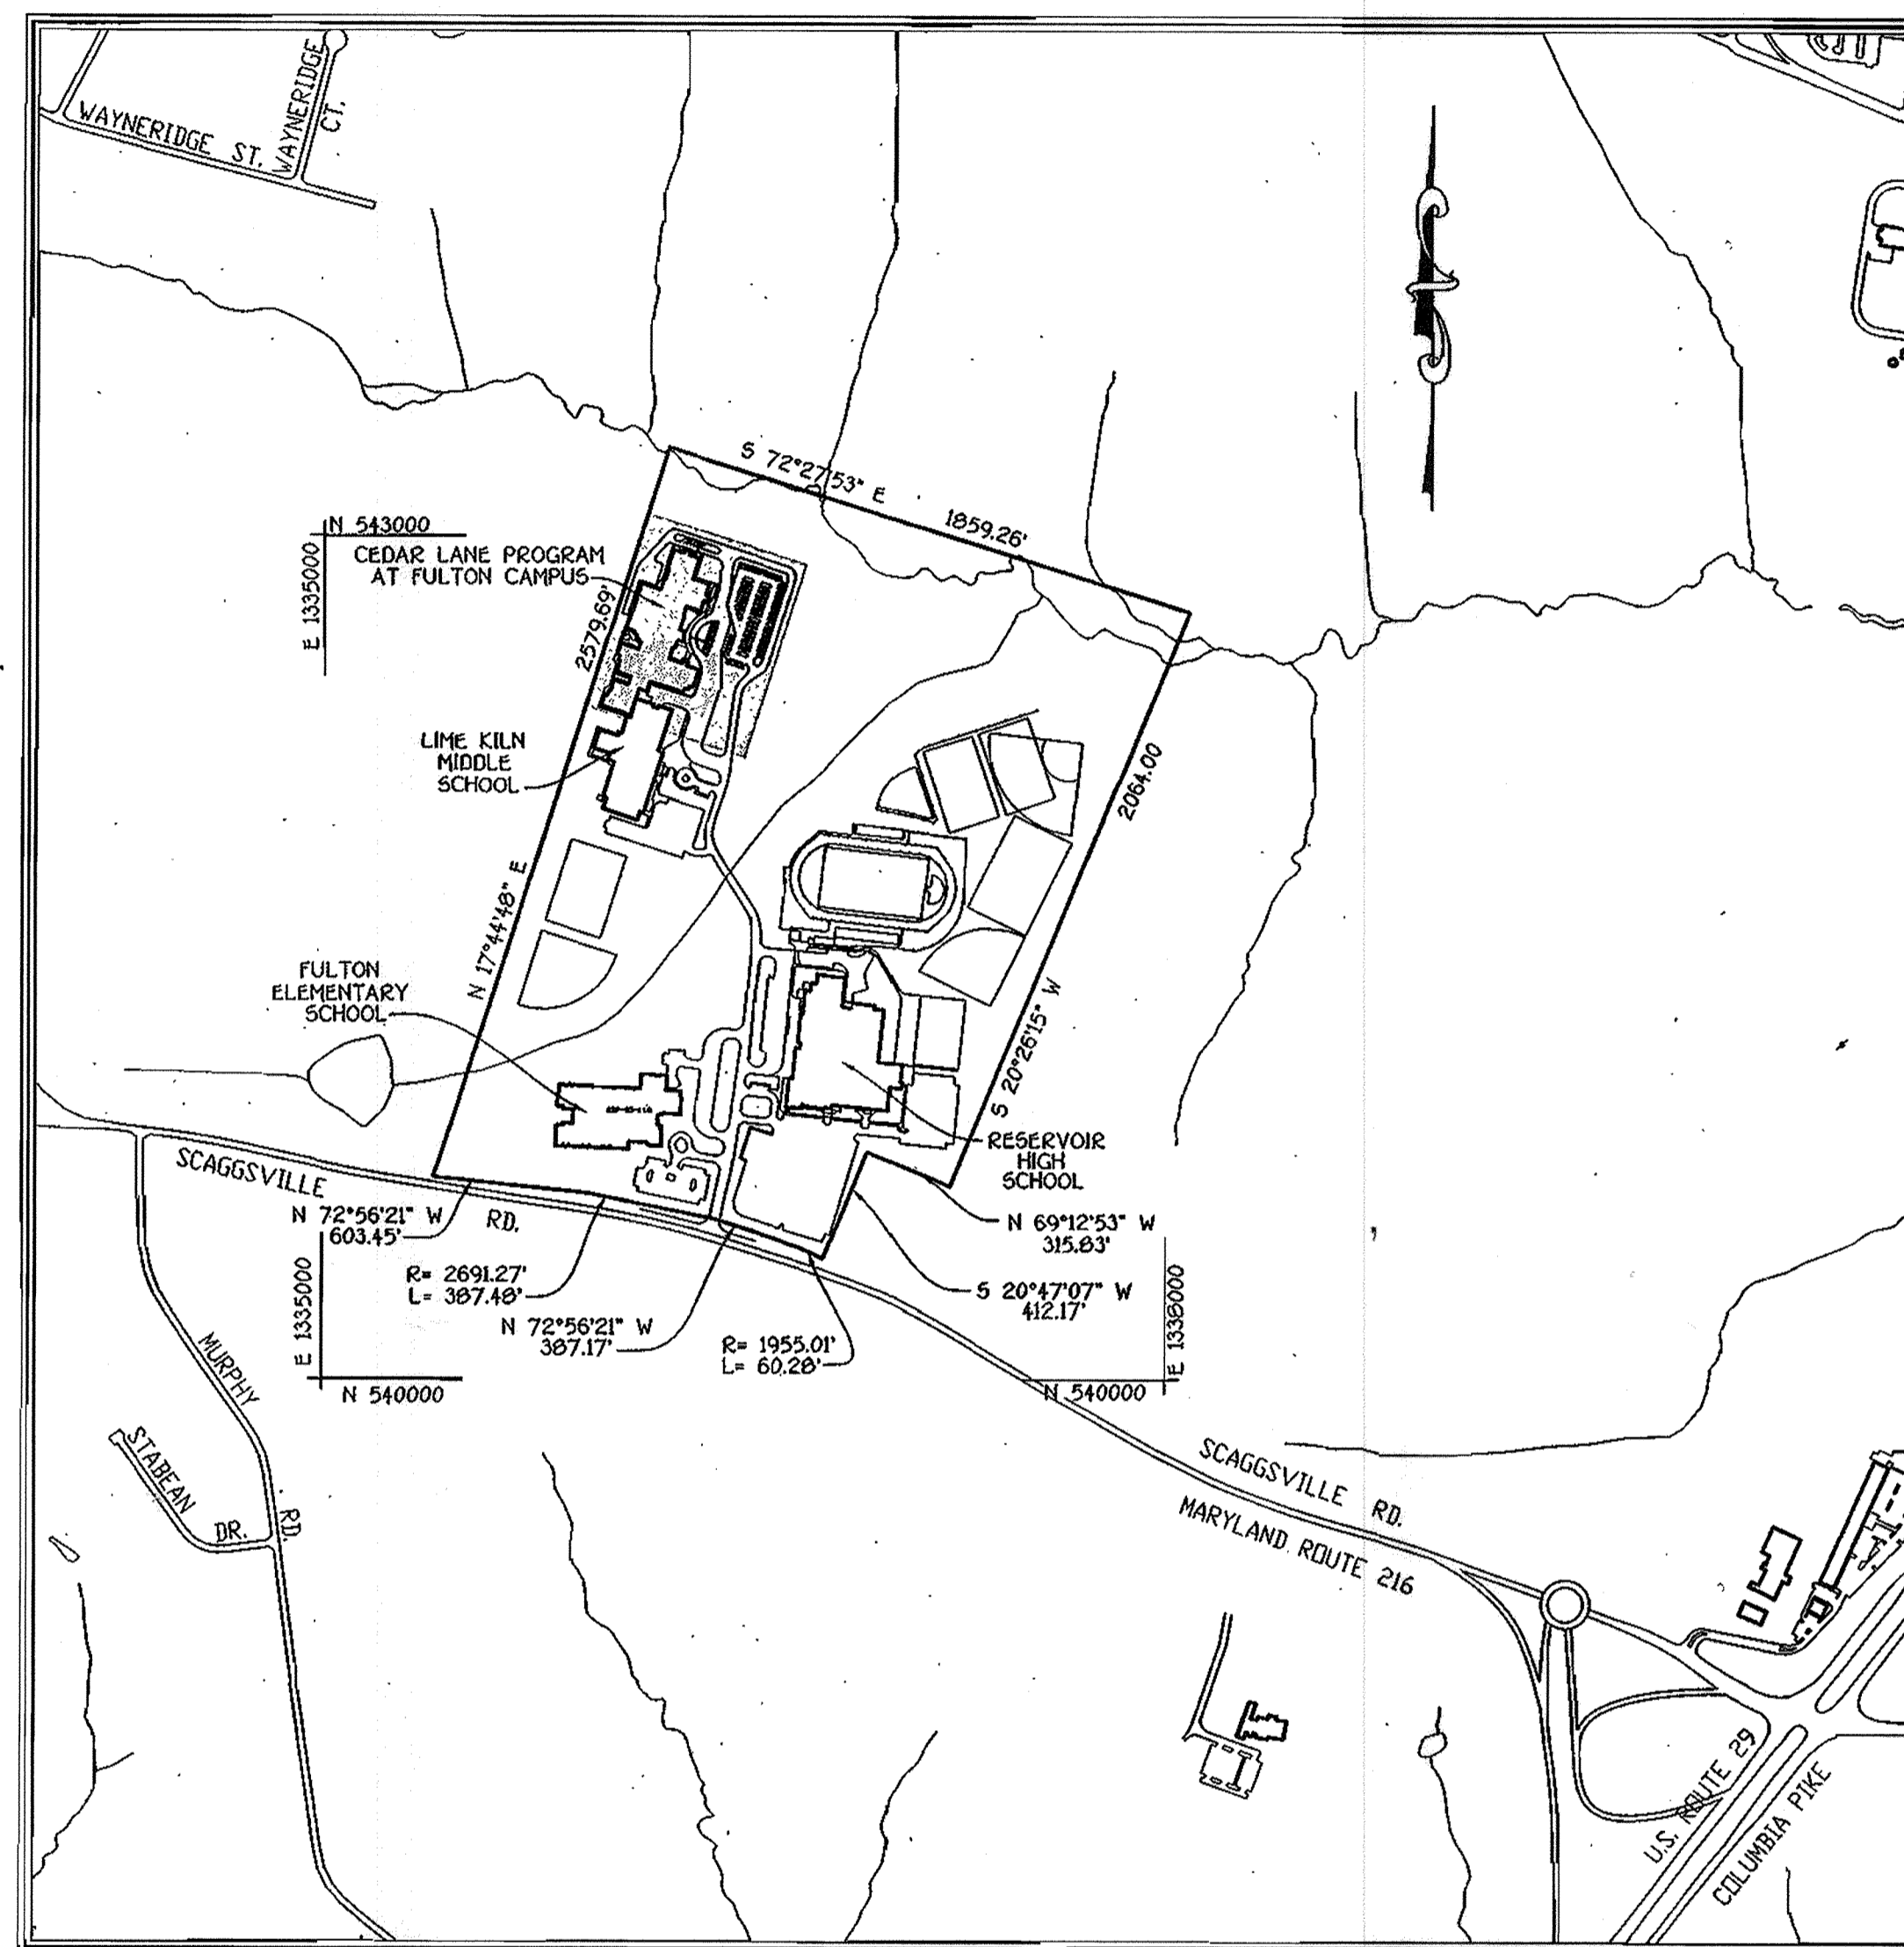 WAYNERIDGE ST.
WAYNERIDGE
CT.
S 72°27'53" E
1859.26'
N 543000
E 1335000
CEDAR LANE PROGRAM
AT FULTON CAMPUS
2579.69'
LIME KILN
MIDDLE
SCHOOL
2064.00
N 17°44'48" E
FULTON
ELEMENTARY
SCHOOL
S 20°26'15" W
RESERVOIR
HIGH
SCHOOL
SCAGGSVILLE
RD.
N 72°56'21" W
603.45'
N 69°12'53" W
315.83'
R= 2691.27'
L= 387.48'
S 20°47'07" W
412.17'
N 72°56'21" W
387.17'
R= 1955.01'
L= 60.28'
E 1335000
N 540000
E 1338000
N 540000
MURPHY
RD.
STABEAN
DR.
SCAGGSVILLE RD.
MARYLAND ROUTE 216
U.S. ROUTE 29
COLUMBIA PIKE